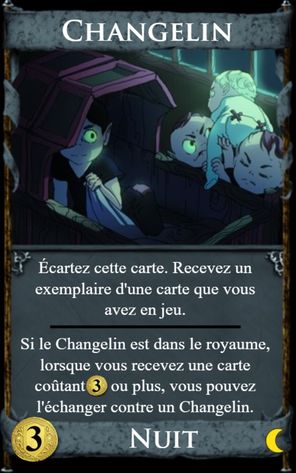 CHANGELIN
Écartez cette carte. Recevez un
exemplaire d'une carte que vous
avez en jeu.
Si le Changelin est dans le royaume,
lorsque vous recevez une carte
coûtant 3 ou plus, vous pouvez
l'échanger contre un Changelin.
3 NUIT